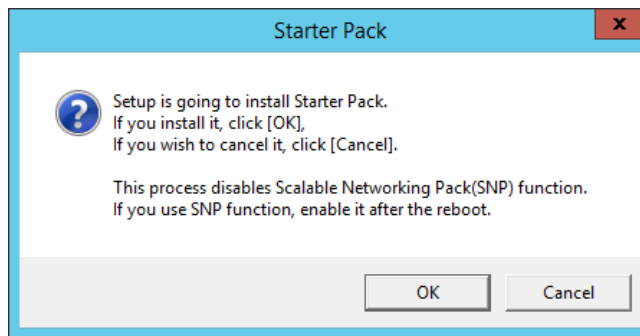 Starter Pack
x
Setup is going to install Starter Pack.
If you install it, click [OK],
If you wish to cancel it, click [Cancel].
This process disables Scalable Networking Pack(SNP) function.
If you use SNP function, enable it after the reboot.
OK
Cancel